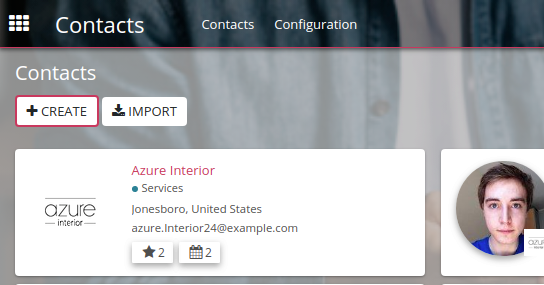 Contacts Contacts Configuration
Contacts
CREATE IMPORT
azure
interior
Azure Interior
Services
Jonesboro, United States
azure.Interior24@example.com
2 2